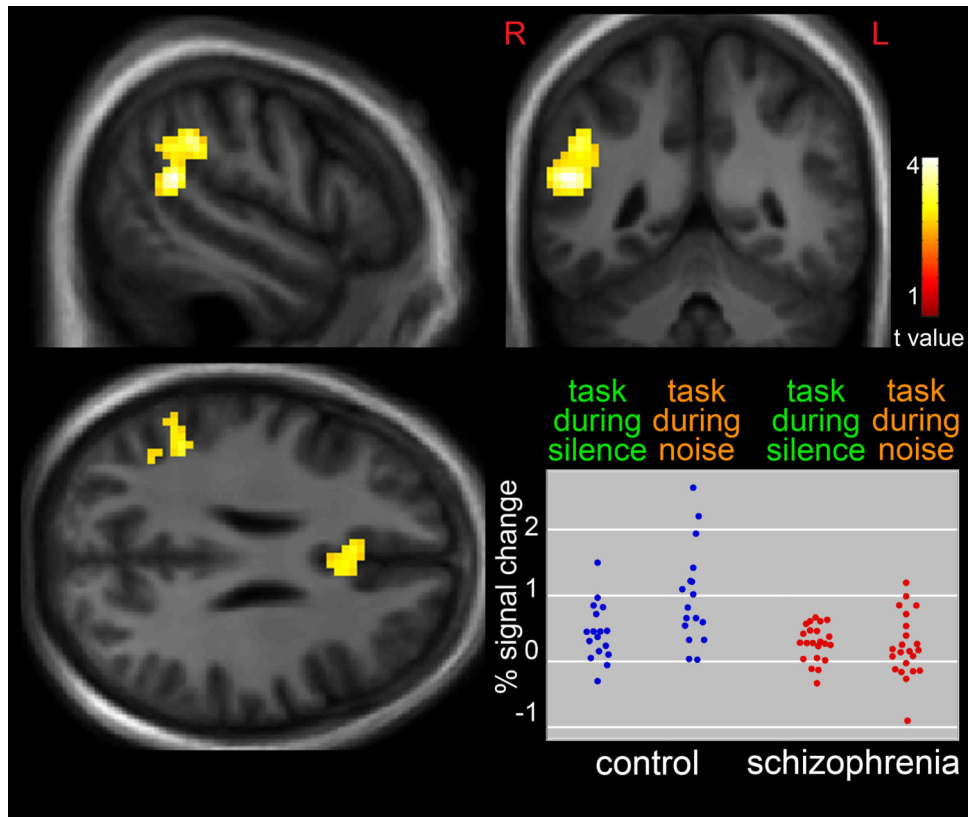 R
L
4
1
t value
task
during
silence
task
during
noise
task
during
silence
task
during
noise
% signal change
2
1
0
-1
control
schizophrenia